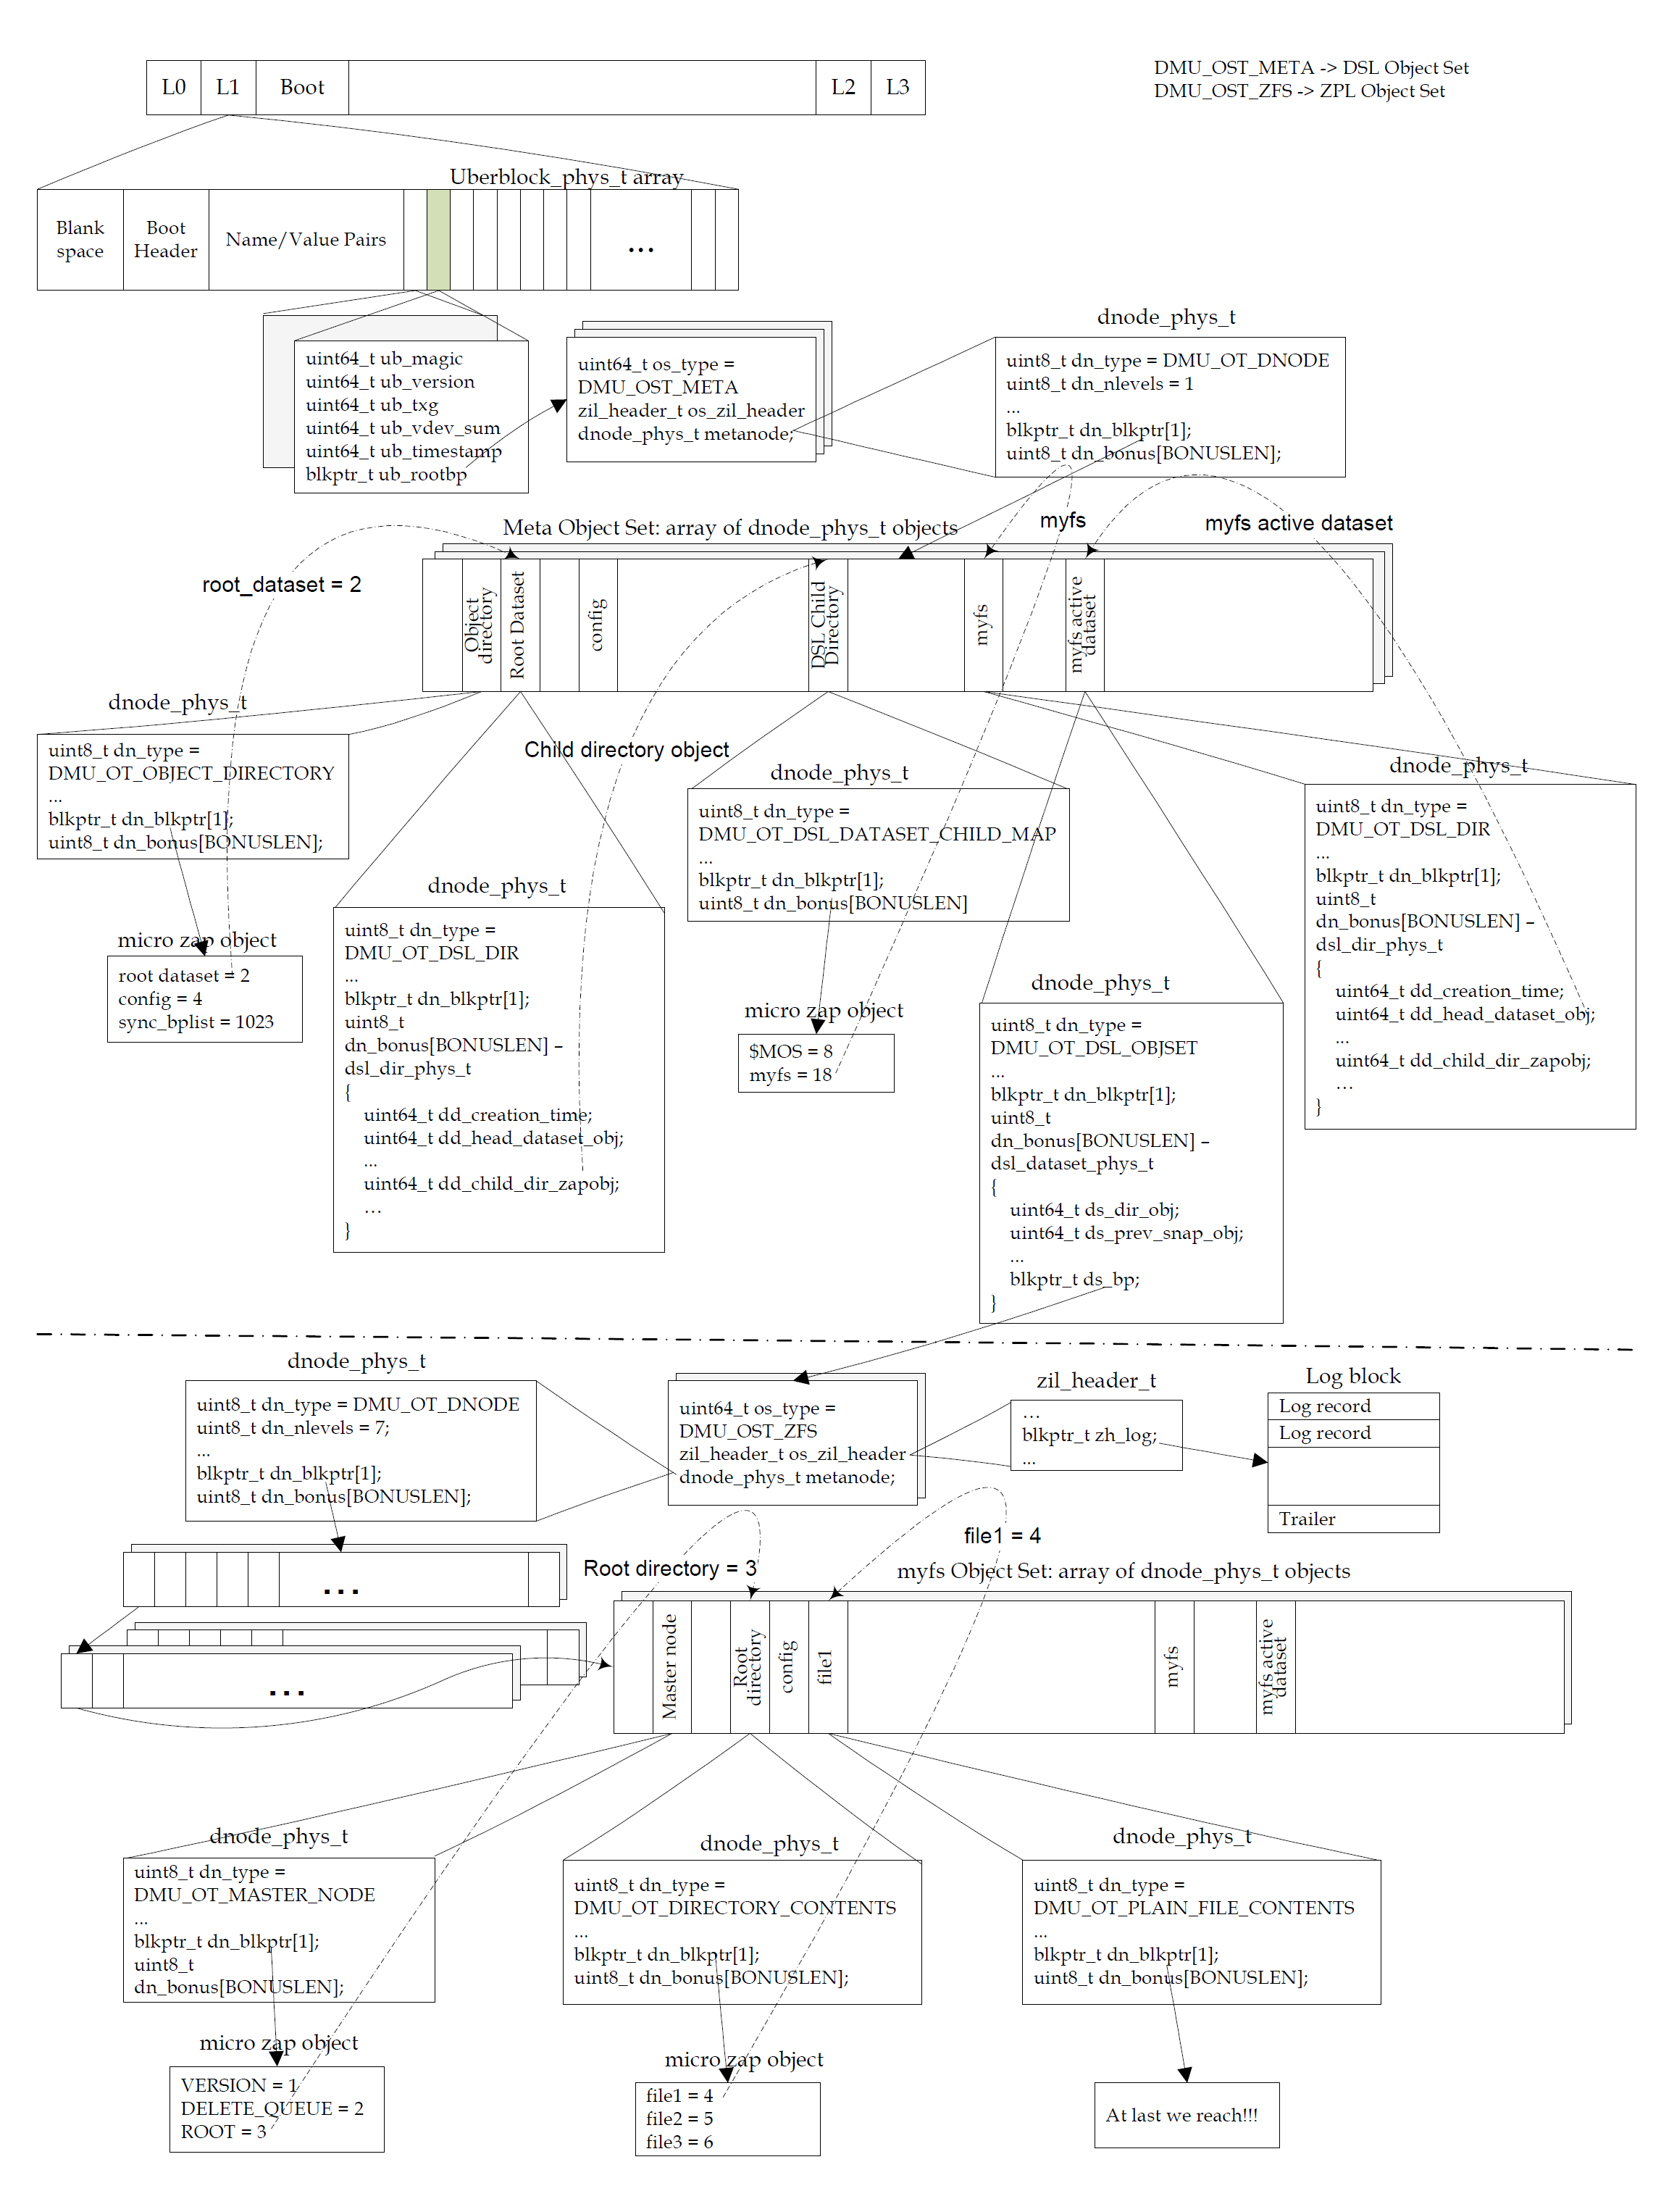 L0
L1
Boot
L2
L3
DMU_OST_META -> DSL Object Set
DMU_OST_ZFS -> ZPL Object Set
Uberblock_phys_t array
Blank
space
Boot
Header
Name/Value Pairs
...
uint64_t ub_magic
uint64_t ub_version
uint64_t ub_txg
uint64_t ub_vdev_sum
uint64_t ub_timestamp
blkptr_t ub_rootbp
uint64_t os_type =
DMU_OST_META
zil_header_t os_zil_header
dnode_phys_t metanode;
dnode_phys_t
uint8_t dn_type = DMU_OT_DNODE
uint8_t dn_nlevels = 1
...
blkptr_t dn_blkptr[1];
uint8_t dn_bonus[BONUSLEN];
Meta Object Set: array of dnode_phys_t objects
myfs
myfs active dataset
root_dataset = 2
Object
directory
Root Dataset
config
DSL Child
Directory
myfs
myfs active
dataset
dnode_phys_t
uint8_t dn_type =
DMU_OT_OBJECT_DIRECTORY
...
blkptr_t dn_blkptr[1];
uint8_t dn_bonus[BONUSLEN];
micro zap object
root dataset = 2
config = 4
sync_bplist = 1023
Child directory object
dnode_phys_t
uint8_t dn_type =
DMU_OT_DSL_DIR
...
blkptr_t dn_blkptr[1];
uint8_t
dn_bonus[BONUSLEN] –
dsl_dir_phys_t
{
uint64_t dd_creation_time;
uint64_t dd_head_dataset_obj;
...
uint64_t dd_child_dir_zapobj;
…
}
dnode_phys_t
uint8_t dn_type =
DMU_OT_DSL_DATASET_CHILD_MAP
...
blkptr_t dn_blkptr[1];
uint8_t dn_bonus[BONUSLEN]
micro zap object
$MOS = 8
myfs = 18
dnode_phys_t
uint8_t dn_type =
DMU_OT_DSL_OBJSET
...
blkptr_t dn_blkptr[1];
uint8_t
dn_bonus[BONUSLEN] –
dsl_dataset_phys_t
{
uint64_t ds_dir_obj;
uint64_t ds_prev_snap_obj;
...
blkptr_t ds_bp;
}
dnode_phys_t
uint8_t dn_type =
DMU_OT_DSL_DIR
...
blkptr_t dn_blkptr[1];
uint8_t
dn_bonus[BONUSLEN] –
dsl_dir_phys_t
{
uint64_t dd_creation_time;
uint64_t dd_head_dataset_obj;
...
uint64_t dd_child_dir_zapobj;
…
}
dnode_phys_t
uint8_t dn_type = DMU_OT_DNODE
uint8_t dn_nlevels = 7;
...
blkptr_t dn_blkptr[1];
uint8_t dn_bonus[BONUSLEN];
uint64_t os_type =
DMU_OST_ZFS
zil_header_t os_zil_header
dnode_phys_t metanode;
zil_header_t
…
blkptr_t zh_log;
...
Log block
Log record
Log record
Trailer
...
...
Root directory = 3
file1 = 4
myfs Object Set: array of dnode_phys_t objects
Master node
Root
directory
config
file1
myfs
myfs active
dataset
dnode_phys_t
uint8_t dn_type =
DMU_OT_MASTER_NODE
...
blkptr_t dn_blkptr[1];
uint8_t
dn_bonus[BONUSLEN];
micro zap object
VERSION = 1
DELETE_QUEUE = 2
ROOT = 3
dnode_phys_t
uint8_t dn_type =
DMU_OT_DIRECTORY_CONTENTS
...
blkptr_t dn_blkptr[1];
uint8_t dn_bonus[BONUSLEN];
micro zap object
file1 = 4
file2 = 5
file3 = 6
dnode_phys_t
uint8_t dn_type =
DMU_OT_PLAIN_FILE_CONTENTS
...
blkptr_t dn_blkptr[1];
uint8_t dn_bonus[BONUSLEN];
At last we reach!!!